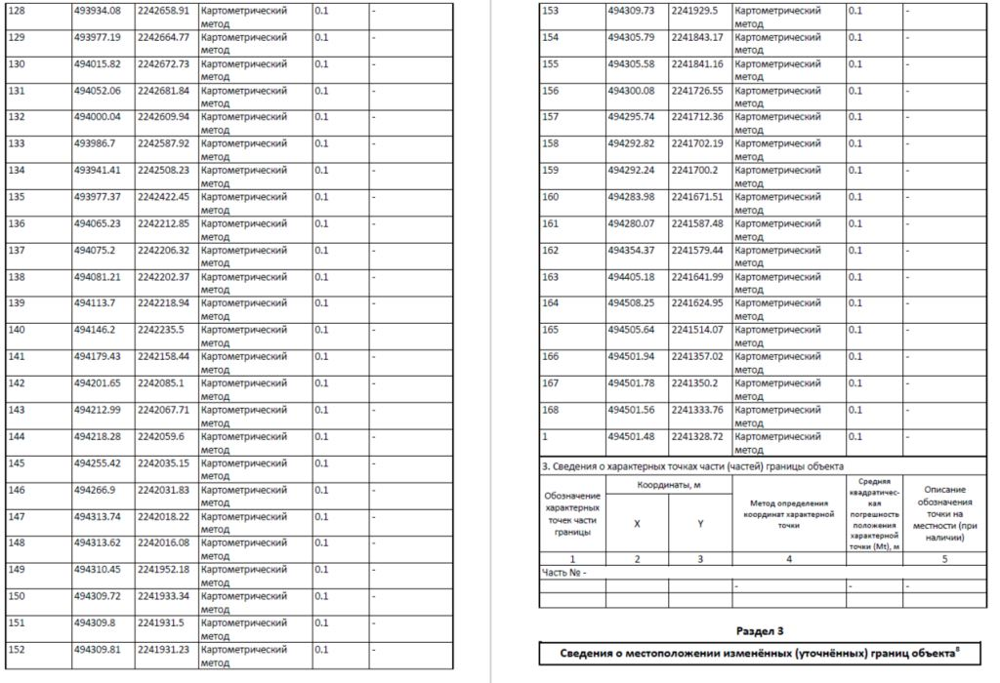 128 493934.08 2242658.91 Картометрический метод 0.1 -
129 493977.19 2242664.77 Картометрический метод 0.1 -
130 494015.82 2242672.73 Картометрический метод 0.1 -
131 494052.06 2242681.84 Картометрический метод 0.1 -
132 494000.04 2242609.94 Картометрический метод 0.1 -
133 493986.7 2242587.92 Картометрический метод 0.1 -
134 493941.41 2242508.23 Картометрический метод 0.1 -
135 493977.37 2242422.45 Картометрический метод 0.1 -
136 494065.23 2242212.85 Картометрический метод 0.1 -
137 494075.2 2242206.32 Картометрический метод 0.1 -
138 494081.21 2242202.37 Картометрический метод 0.1 -
139 494113.7 2242218.94 Картометрический метод 0.1 -
140 494146.2 2242235.5 Картометрический метод 0.1 -
141 494179.43 2242158.44 Картометрический метод 0.1 -
142 494201.65 2242085.1 Картометрический метод 0.1 -
143 494212.99 2242067.71 Картометрический метод 0.1 -
144 494218.28 2242059.6 Картометрический метод 0.1 -
145 494255.42 2242035.15 Картометрический метод 0.1 -
146 494266.9 2242031.83 Картометрический метод 0.1 -
147 494313.74 2242018.22 Картометрический метод 0.1 -
148 494313.62 2242016.08 Картометрический метод 0.1 -
149 494310.45 2241952.18 Картометрический метод 0.1 -
150 494309.72 2241933.34 Картометрический метод 0.1 -
151 494309.8 2241931.5 Картометрический метод 0.1 -
152 494309.81 2241931.23 Картометрический метод 0.1 -
153 494309.73 2241929.5 Картометрический метод 0.1 -
154 494305.79 2241843.17 Картометрический метод 0.1 -
155 494305.58 2241841.16 Картометрический метод 0.1 -
156 494300.08 2241726.55 Картометрический метод 0.1 -
157 494295.74 2241712.36 Картометрический метод 0.1 -
158 494292.82 2241702.19 Картометрический метод 0.1 -
159 494292.24 2241700.2 Картометрический метод 0.1 -
160 494283.98 2241671.51 Картометрический метод 0.1 -
161 494280.07 2241587.48 Картометрический метод 0.1 -
162 494354.37 2241579.44 Картометрический метод 0.1 -
163 494405.18 2241641.99 Картометрический метод 0.1 -
164 494508.25 2241624.95 Картометрический метод 0.1 -
165 494505.64 2241514.07 Картометрический метод 0.1 -
166 494501.94 2241357.02 Картометрический метод 0.1 -
167 494501.78 2241350.2 Картометрический метод 0.1 -
168 494501.56 2241333.76 Картометрический метод 0.1 -
1 494501.48 2241328.72 Картометрический метод 0.1 -
3. Сведения о характерных точках части (частей) границы объекта
Обозначение
характерных
точек части
границы
Координаты, м
X Y
Метод определения
координат характерной
точки
Средняя
квадратичес-
кая
погрешность
положения
характерной
точки (Mt), м
Описание
обозначения
точки на
местности (при
наличии)
1 2 3 4 5
Часть № -
- - -
Раздел 3
Сведения о местоположении изменённых (уточнённых) границ объекта⁸